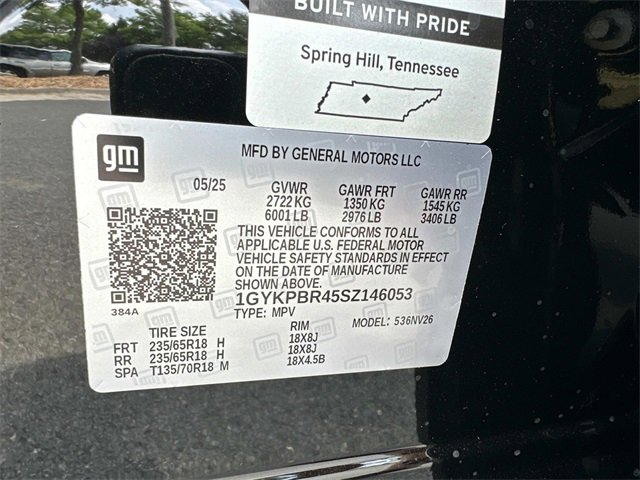 BUILT WITH PRIDE
Spring Hill, Tennessee
gm
MFD BY GENERAL MOTORS LLC
05/25 GVWR GAWR FRT GAWR RR
2722 KG 1350 KG 1545 KG
6001 LB 2976 LB 3406 LB
THIS VEHICLE CONFORMS TO ALL
APPLICABLE U.S. FEDERAL MOTOR
VEHICLE SAFETY STANDARDS IN EFFECT
ON THE DATE OF MANUFACTURE
SHOWN ABOVE.
384A
1GYKPBR45SZ146053
TYPE: MPV MODEL: 536NV26
TIRE SIZE RIM
FRT 235/65R18 H 18X8J
RR 235/65R18 H 18X8J
SPA T135/70R18 M 18X4.5B